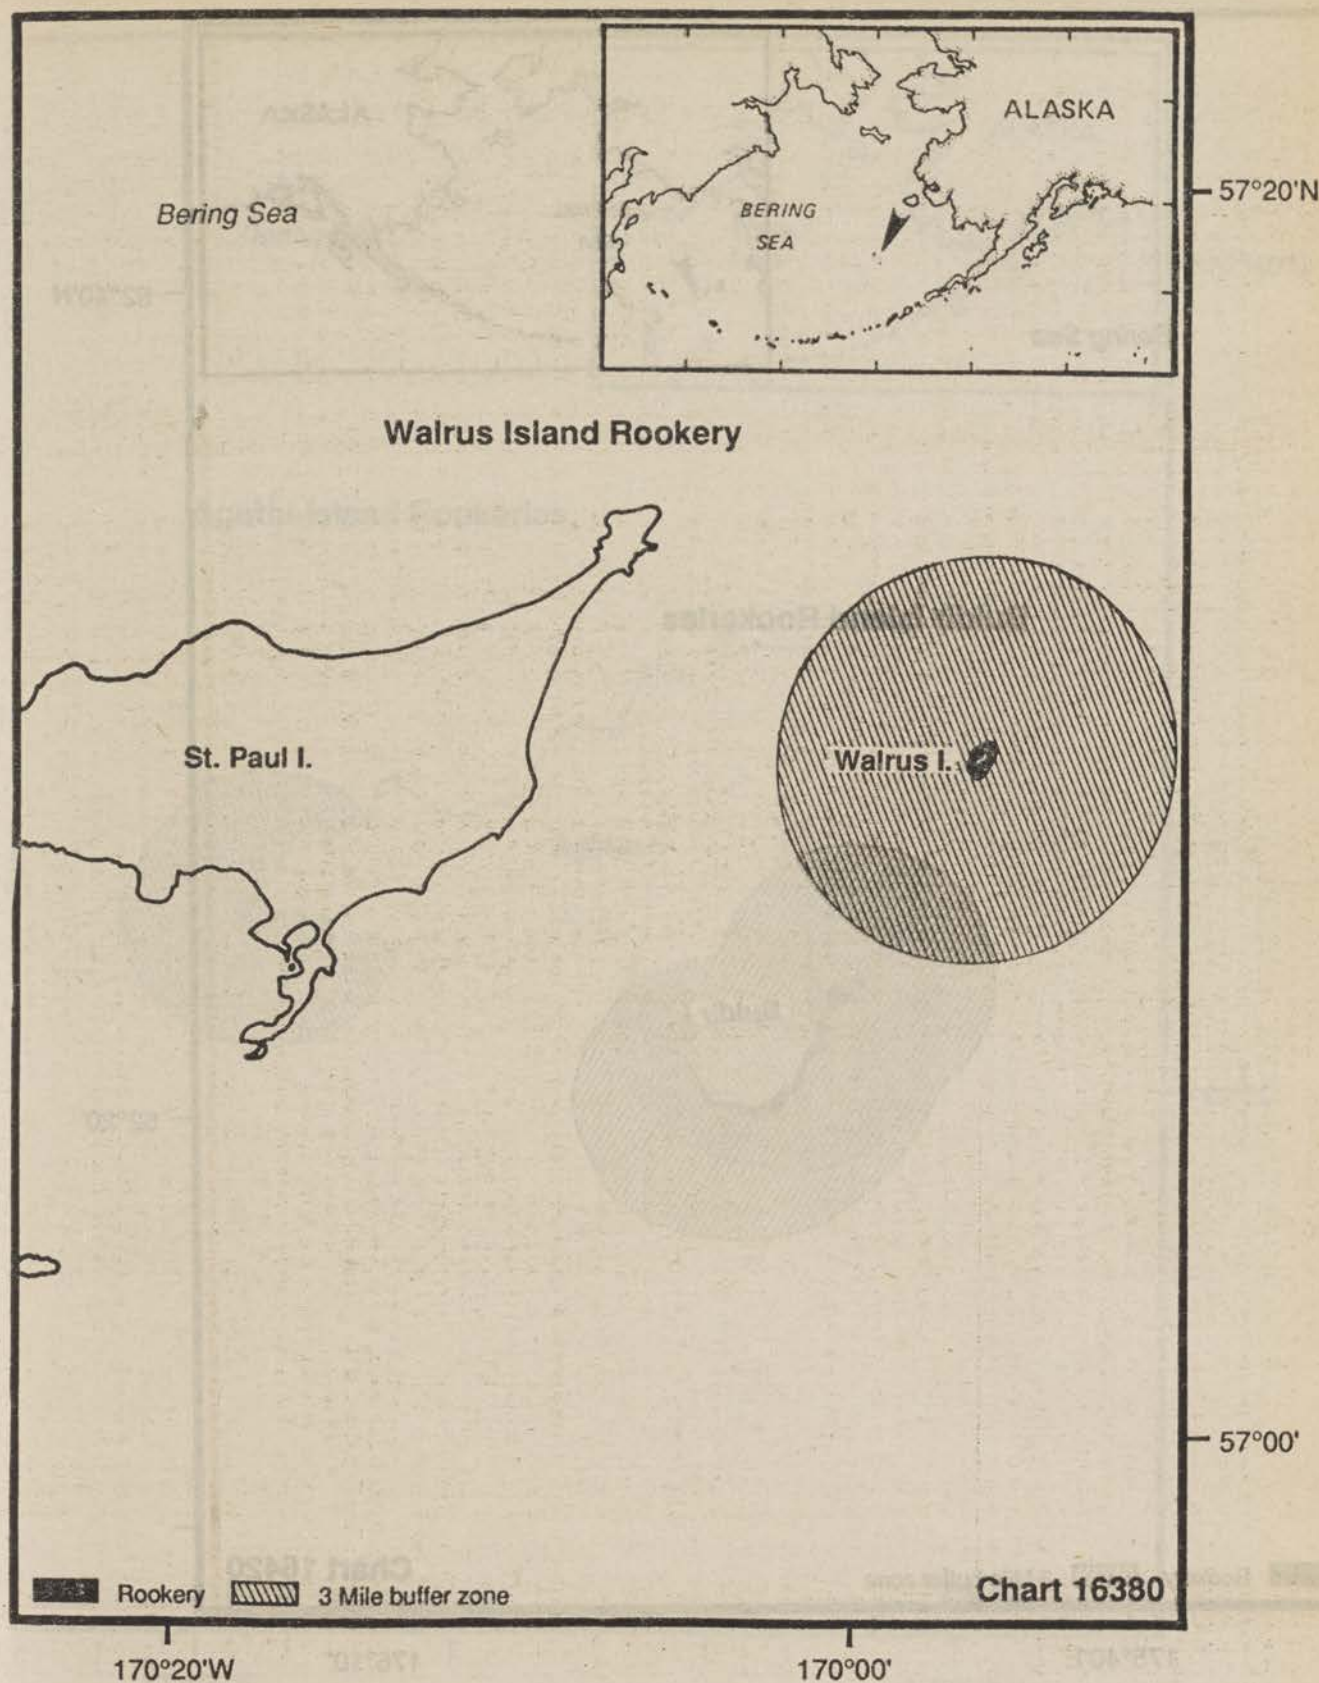 ALASKA
57°20'N
BERING
SEA
Bering Sea
Walrus Island Rookery
St. Paul I.
Walrus I.
57°00'
Rookery
3 Mile buffer zone
Chart 16380
170°20'W
170°00'